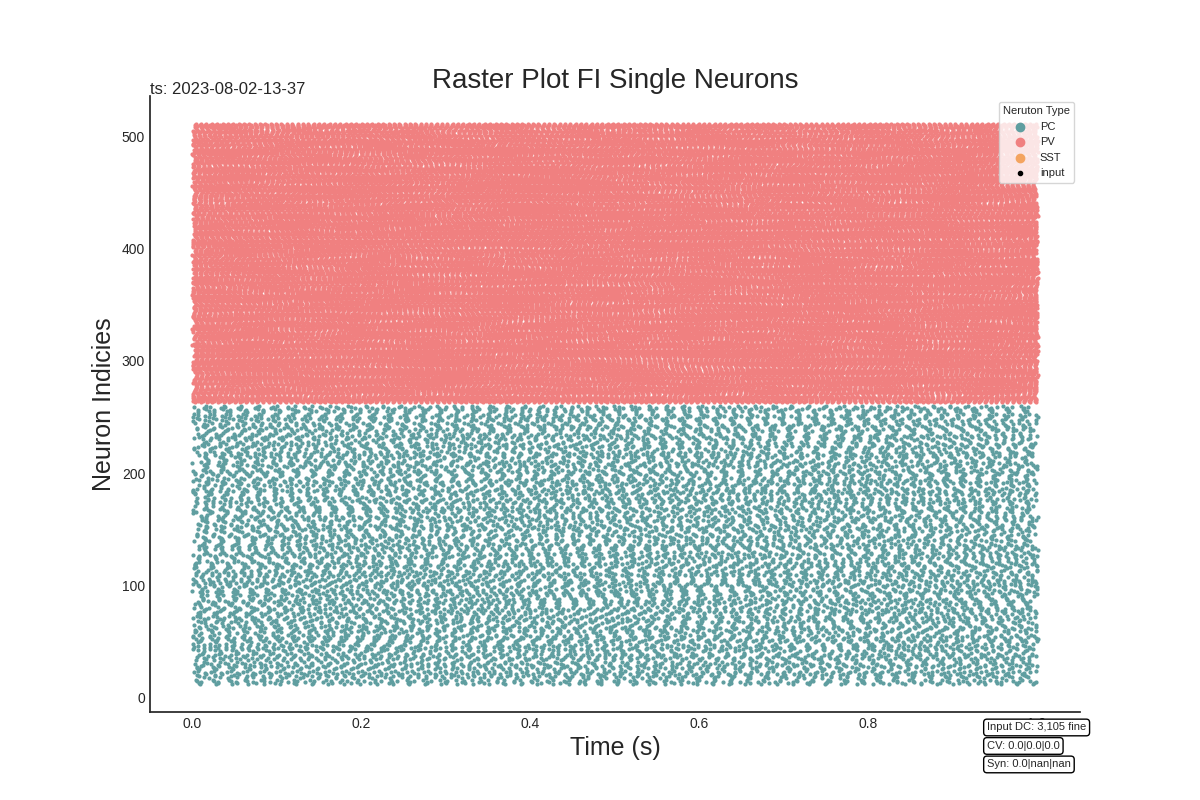 Raster Plot FI Single Neurons
ts: 2023-08-02-13-37
Neruton Type
PC
PV
SST
input
Neuron Indicies
500
400
300
200
100
0
0.0
0.2
0.4
0.6
0.8
Time (s)
Input DC: 3,105 fine
CV: 0.0|0.0|0.0
Syn: 0.0|nan|nan